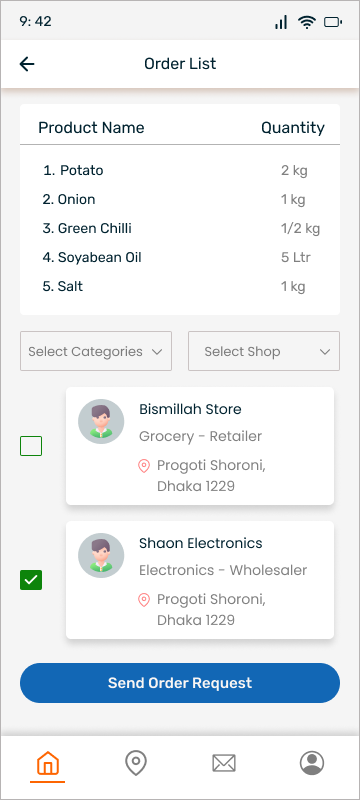 9: 42
Order List
Product Name Quantity
1. Potato 2 kg
2. Onion 1 kg
3. Green Chilli 1/2 kg
4. Soyabean Oil 5 Ltr
5. Salt 1 kg
Select Categories Select Shop
Bismillah Store
Grocery - Retailer
Progoti Shoroni,
Dhaka 1229
Shaon Electronics
Electronics - Wholesaler
Progoti Shoroni,
Dhaka 1229
Send Order Request